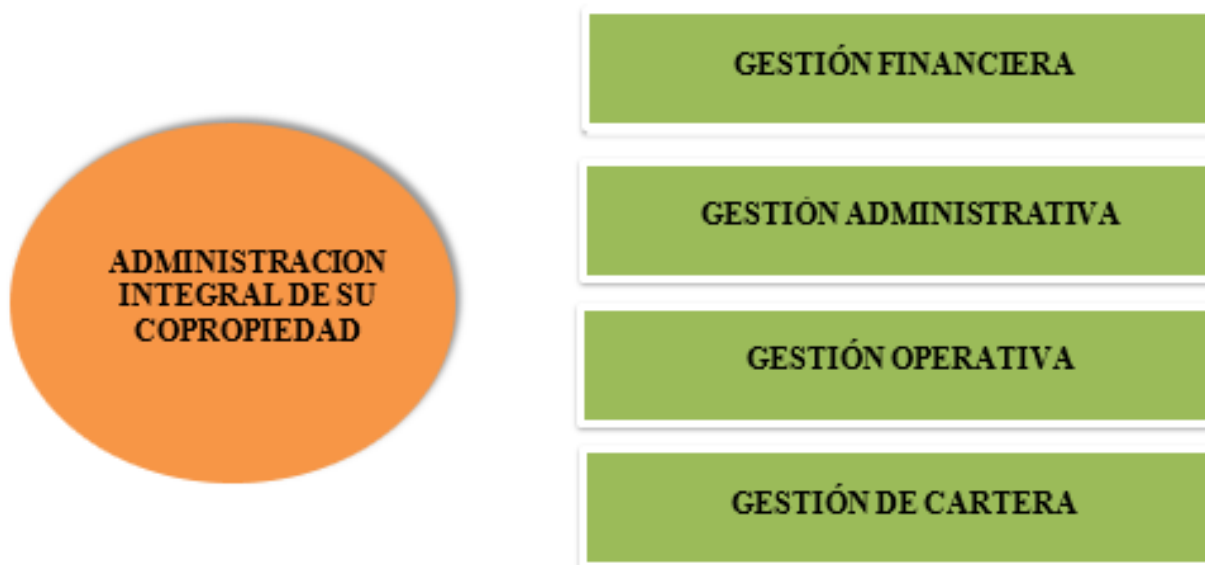 ADMINISTRACION
INTEGRAL DE SU
COPROPIEDAD
GESTIÓN FINANCIERA
GESTIÓN ADMINISTRATIVA
GESTIÓN OPERATIVA
GESTIÓN DE CARTERA